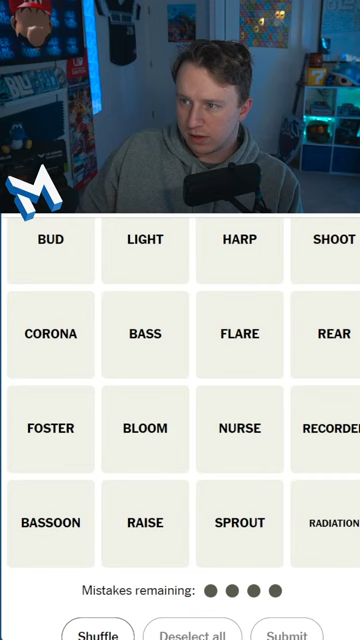 BUD LIGHT HARP SHOOT
CORONA BASS FLARE REAR
FOSTER BLOOM NURSE RECORDER
BASSOON RAISE SPROUT RADIATION
Mistakes remaining:
Shuffle Deselect all Submit